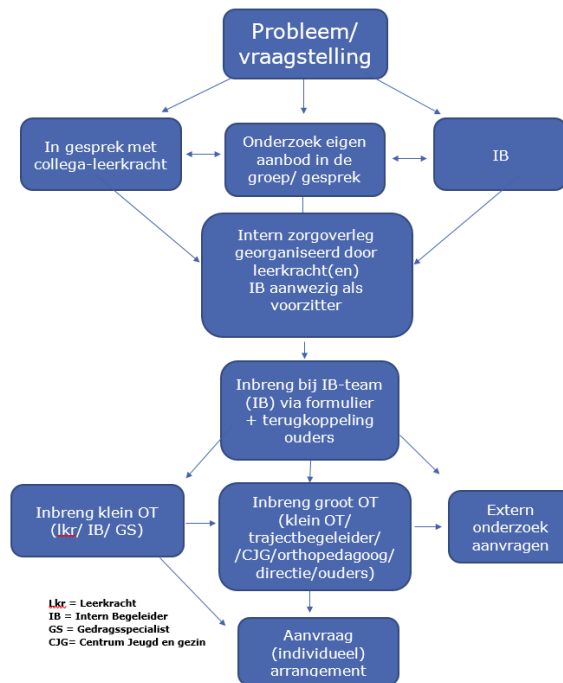 Probleem/
vraagstelling
In gesprek met
collega-leerkracht
Onderzoek eigen
aanbod in de
groep/ gesprek
IB
Intern zorgoverleg
georganiseerd door
leerkracht(en)
IB aanwezig als
voorzitter
Inbreng bij IB-team
(IB) via formulier
+ terugkoppeling
ouders
Inbreng klein OT
(lkr/ IB/ GS)
Inbreng groot OT
(klein OT/
trajectbegeleider/
/CJG/orthopedagoog/
directie/ouders)
Extern
onderzoek
aanvragen
Lkr = Leerkracht
IB = Intern Begeleider
GS = Gedragsspecialist
CJG= Centrum Jeugd en gezin
Aanvraag
(individueel)
arrangement